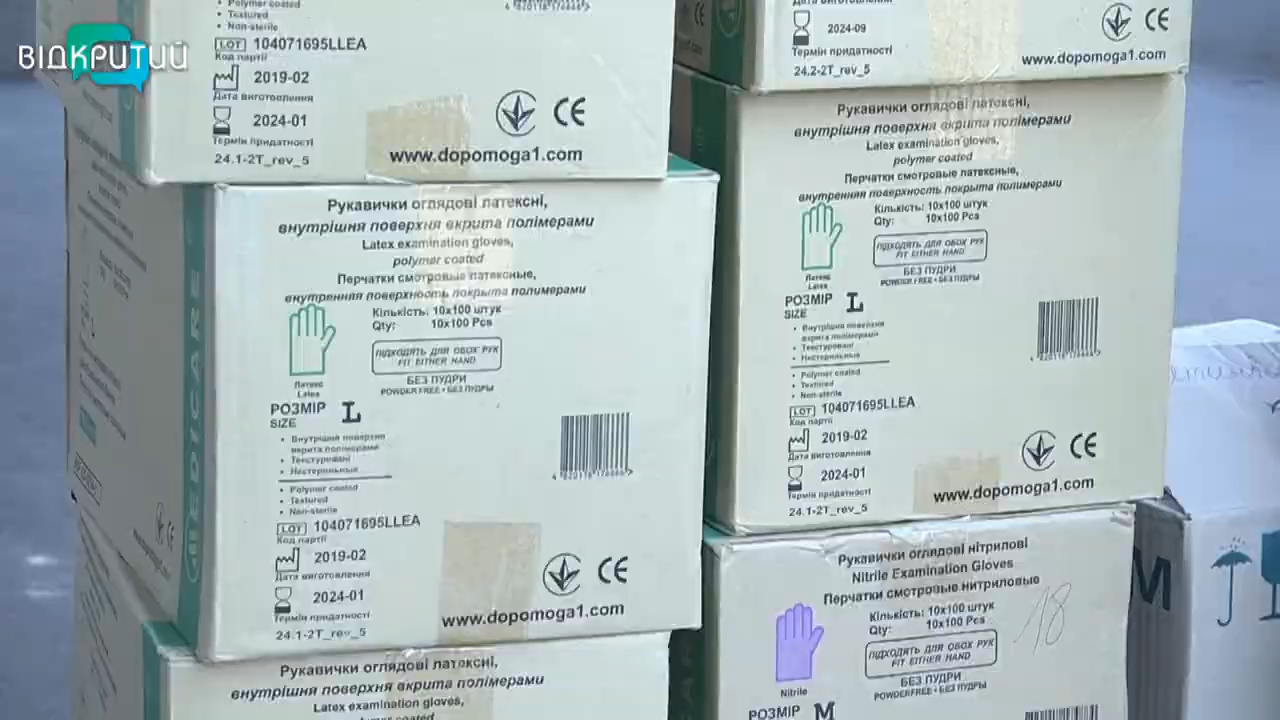 ВІДКРИТИЙ
• Polymer coated
• Textured
• Non-sterile
LOT 104071695LLEA
Код партії
2019-02
Дата виготовлення
2024-01
Термін придатності
24.1-2T_rev_5
CE
www.dopomoga1.com
2024-09
Термін придатності
24.2-2T_rev_5
CE
www.dopomoga1.com
Рукавички оглядові латексні,
внутрішня поверхня вкрита полімерами
Latex examination gloves,
polymer coated
Перчатки смотровые латексные,
внутренняя поверхность покрыта полимерами
Кількість: 10x100 штук
Qty: 10x100 Pcs
ПІДХОДЯТЬ ДЛЯ ОБОХ РУК
FIT EITHER HAND
БЕЗ ПУДРИ
POWDER FREE • БЕЗ ПУДРЫ
Латекс
Latex
РОЗМІР L
SIZE
• Внутрішня поверхня
вкрита полімерами
• Текстуровані
• Нестерильные
• Polymer coated
• Textured
• Non-sterile
LOT 104071695LLEA
Код партії
2019-02
Дата виготовлення
2024-01
Термін придатності
24.1-2T_rev_5
CE
www.dopomoga1.com
MEDICARE
Рукавички оглядові латексні,
внутрішня поверхня вкрита полімерами
Latex examination gloves,
polymer coated
Перчатки смотровые латексные,
внутренняя поверхность покрыта полимерами
Кількість: 10x100 штук
Qty: 10x100 Pcs
ПІДХОДЯТЬ ДЛЯ ОБОХ РУК
FIT EITHER HAND
БЕЗ ПУДРИ
POWDER FREE • БЕЗ ПУДРЫ
Латекс
Latex
РОЗМІР L
SIZE
• Внутрішня поверхня
вкрита полімерами
• Текстуровані
• Нестерильные
• Polymer coated
• Textured
• Non-sterile
LOT 104071695LLEA
Код партії
2019-02
Дата виготовлення
2024-01
Термін придатності
24.1-2T_rev_5
CE
www.dopomoga1.com
Рукавички оглядові латексні,
внутрішня поверхня вкрита полімерами
Latex examination gloves,
polymer coated
Рукавички оглядові нітрилові
Nitrile Examination Gloves
Перчатки смотровые нитриловые
18
Кількість: 10x100 штук
Qty: 10x100 Pcs
ПІДХОДЯТЬ ДЛЯ ОБОХ РУК
FIT EITHER HAND
БЕЗ ПУДРИ
POWDERFREE • БЕЗ ПУДРЫ
Nitrile
РОЗМІР M
M